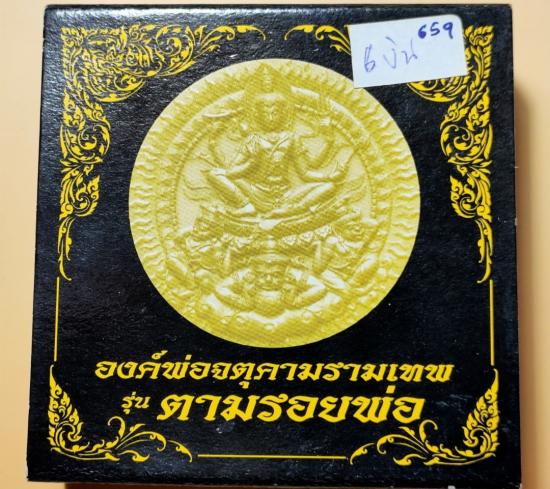 659
6 งิน
องค์พ่อจตุคามรามเทพ
รุ่น ตามรอยพ่อ